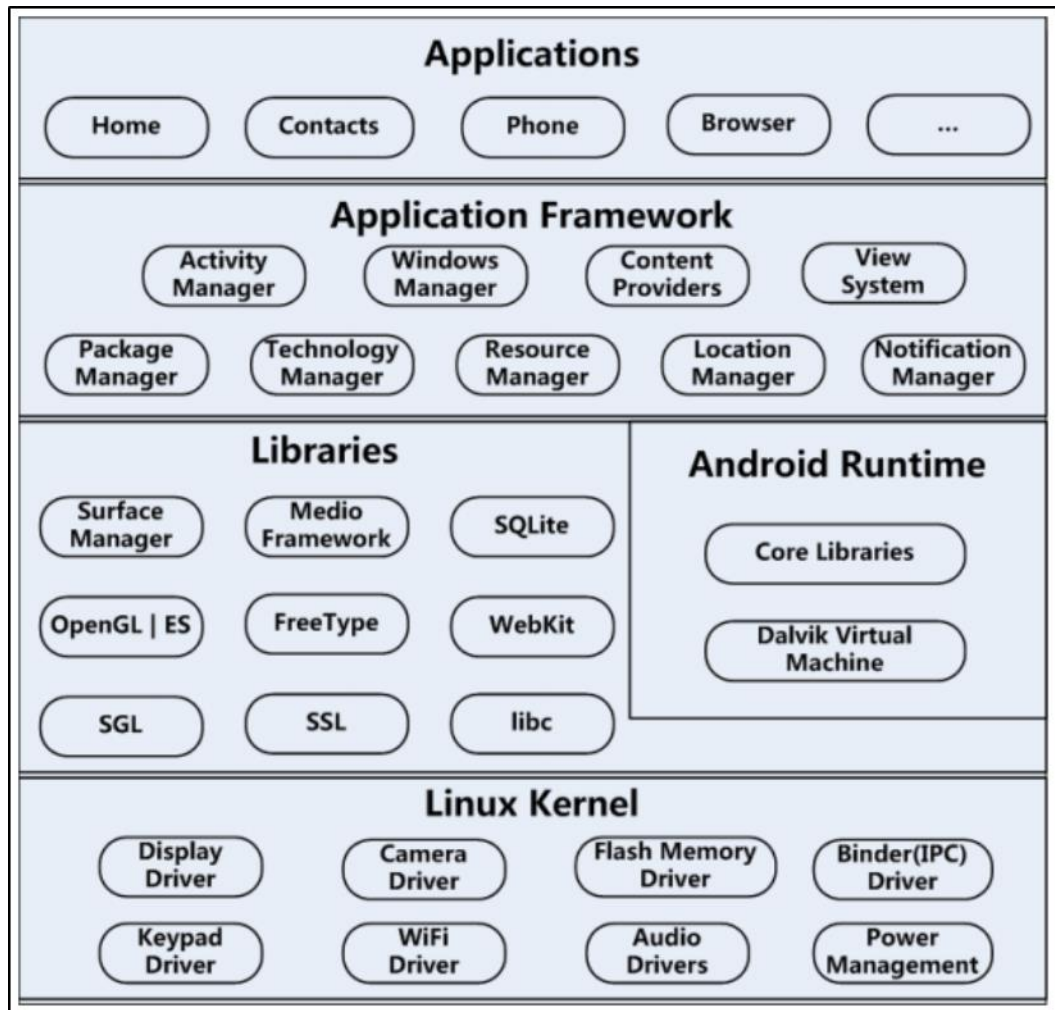 Applications
Home
Contacts
Phone
Browser
...
Application Framework
Activity
Manager
Windows
Manager
Content
Providers
View
System
Package
Manager
Technology
Manager
Resource
Manager
Location
Manager
Notification
Manager
Libraries
Surface
Manager
Medio
Framework
SQLite
OpenGL | ES
FreeType
WebKit
SGL
SSL
libc
Android Runtime
Core Libraries
Dalvik Virtual
Machine
Linux Kernel
Display
Driver
Camera
Driver
Flash Memory
Driver
Binder(IPC)
Driver
Keypad
Driver
WiFi
Driver
Audio
Drivers
Power
Management